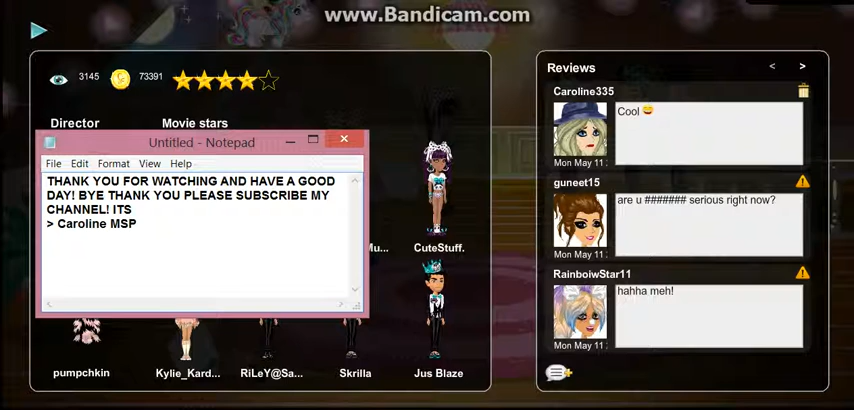 www.Bandicam.com
3145
73391
Director
Movie stars
Untitled - Notepad
File Edit Format View Help
THANK YOU FOR WATCHING AND HAVE A GOOD
DAY! BYE THANK YOU PLEASE SUBSCRIBE MY
CHANNEL! ITS
> Caroline MSP
Mu...
CuteStuff.
pumpchkin
Kylie_Kard...
RiLeY@Sa...
Skrilla
Jus Blaze
Reviews
< >
Caroline335
Cool
Mon May 11
guneet15
are u ####### serious right now?
Mon May 11
RainboiwStar11
hahha meh!
Mon May 11